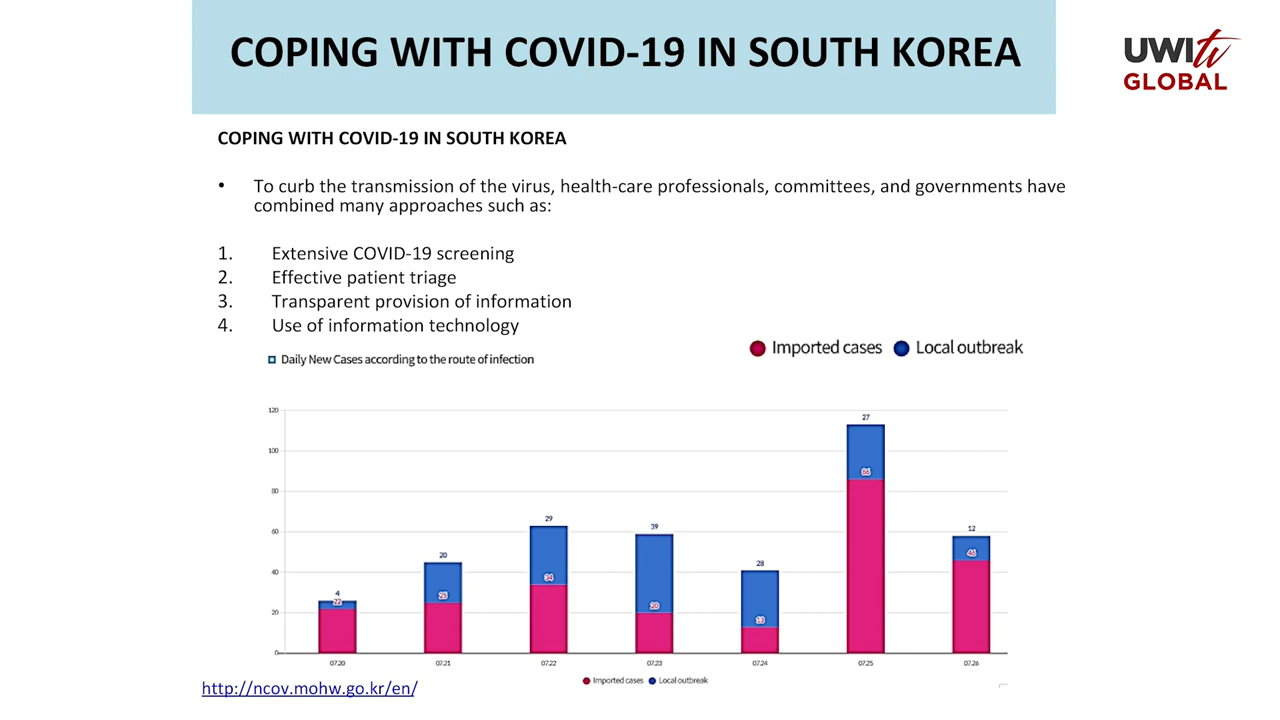 COPING WITH COVID-19 IN SOUTH KOREA
UWI tv
GLOBAL
COPING WITH COVID-19 IN SOUTH KOREA
• To curb the transmission of the virus, health-care professionals, committees, and governments have
combined many approaches such as:
1. Extensive COVID-19 screening
2. Effective patient triage
3. Transparent provision of information
4. Use of information technology
Daily New Cases according to the route of infection
Imported cases Local outbreak
120
100
80
60
40
20
0
4
22
20
25
29
34
39
20
28
13
27
86
12
46
07.20 07.21 07.22 07.23 07.24 07.25 07.26
Imported cases Local outbreak
http://ncov.mohw.go.kr/en/